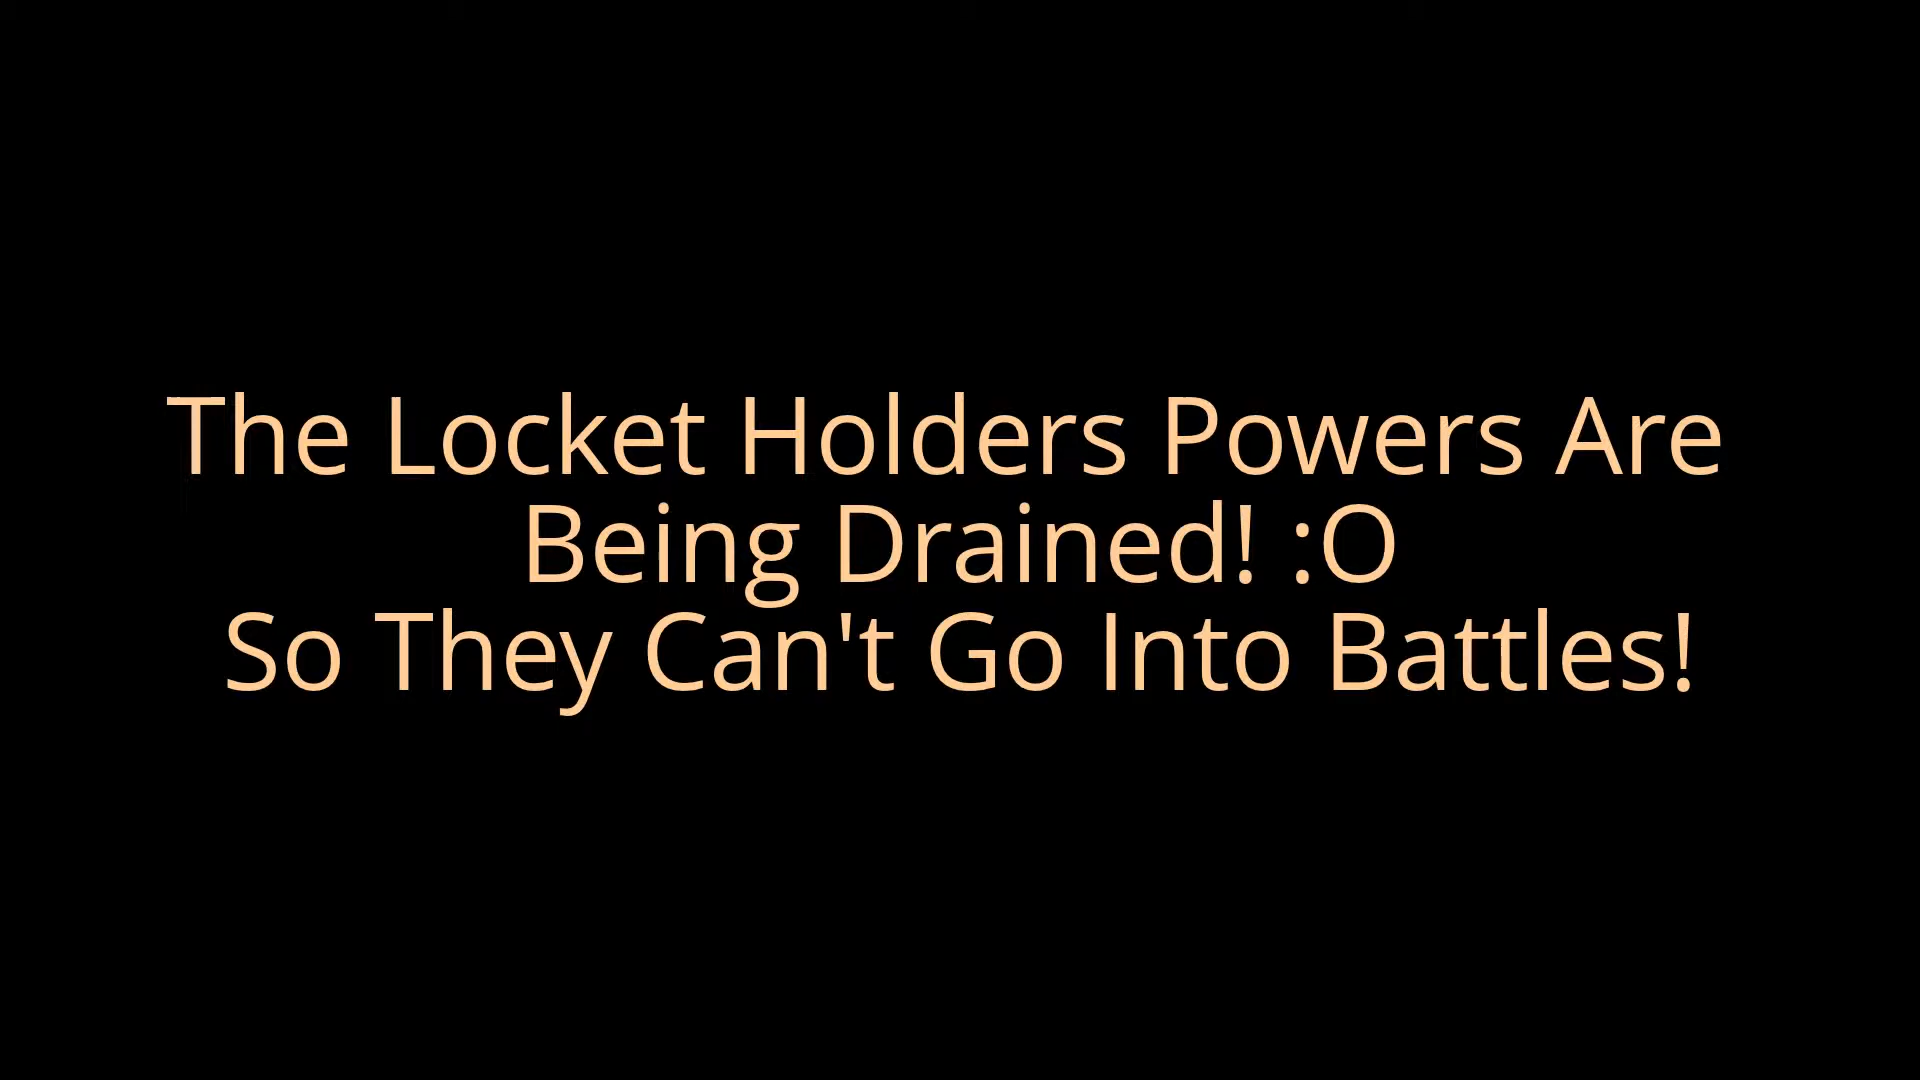 The Locket Holders Powers Are
Being Drained! :O
So They Can't Go Into Battles!